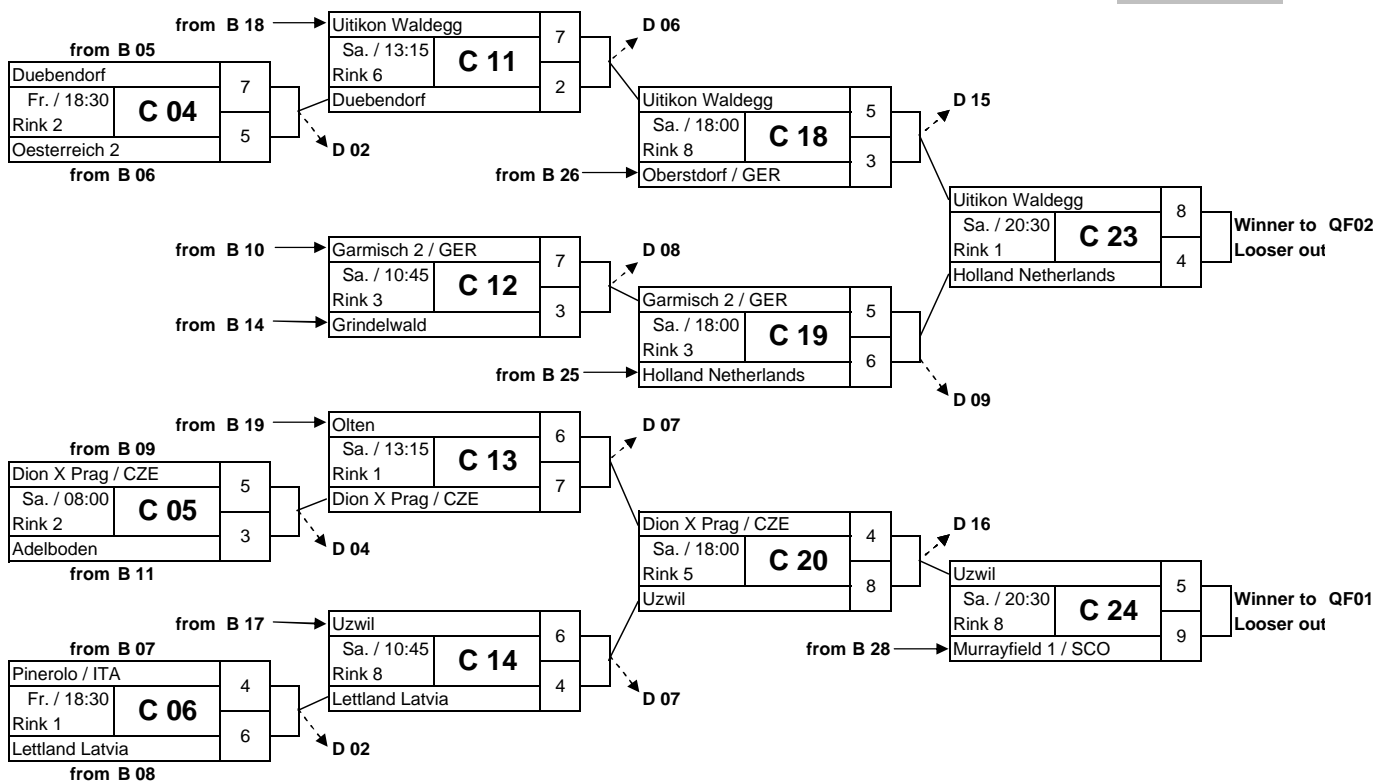 from B 18
Uitikon Waldegg
7
D 06
Sa. / 13:15
Rink 6
C 11
2
Duebendorf
from B 05
Duebendorf
7
Fr. / 18:30
Rink 2
C 04
5
Oesterreich 2
from B 06
D 02
Uitikon Waldegg
5
D 15
Sa. / 18:00
Rink 8
C 18
3
from B 26
Oberstdorf / GER
Uitikon Waldegg
8
Sa. / 20:30
Rink 1
C 23
4
Holland Netherlands
Winner to QF02
Looser out
from B 10
Garmisch 2 / GER
7
D 08
Sa. / 10:45
Rink 3
C 12
3
from B 14
Grindelwald
Garmisch 2 / GER
5
Sa. / 18:00
Rink 3
C 19
6
from B 25
Holland Netherlands
D 09
from B 19
Olten
6
D 07
Sa. / 13:15
Rink 1
C 13
7
Dion X Prag / CZE
from B 09
Dion X Prag / CZE
5
Sa. / 08:00
Rink 2
C 05
3
Adelboden
from B 11
D 04
Dion X Prag / CZE
4
D 16
Sa. / 18:00
Rink 5
C 20
8
Uzwil
Uzwil
5
Sa. / 20:30
Rink 8
C 24
9
from B 28
Murrayfield 1 / SCO
Winner to QF01
Looser out
from B 17
Uzwil
6
Sa. / 10:45
Rink 8
C 14
4
Lettland Latvia
D 07
from B 07
Pinerolo / ITA
4
Fr. / 18:30
Rink 1
C 06
6
Lettland Latvia
from B 08
D 02